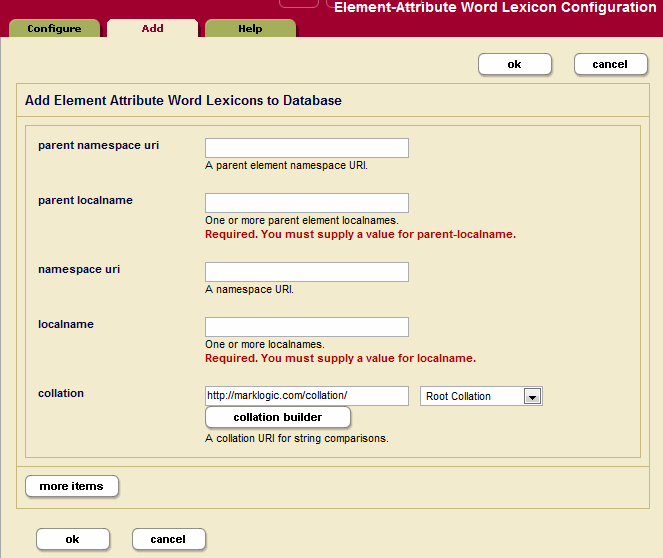 Element-Attribute Word Lexicon Configuration
Configure Add Help
ok cancel
Add Element Attribute Word Lexicons to Database
parent namespace uri
A parent element namespace URI.
parent localname
One or more parent element localnames.
Required. You must supply a value for parent-localname.
namespace uri
A namespace URI.
localname
One or more localnames.
Required. You must supply a value for localname.
collation http://marklogic.com/collation/ Root Collation
collation builder
A collation URI for string comparisons.
more items
ok cancel